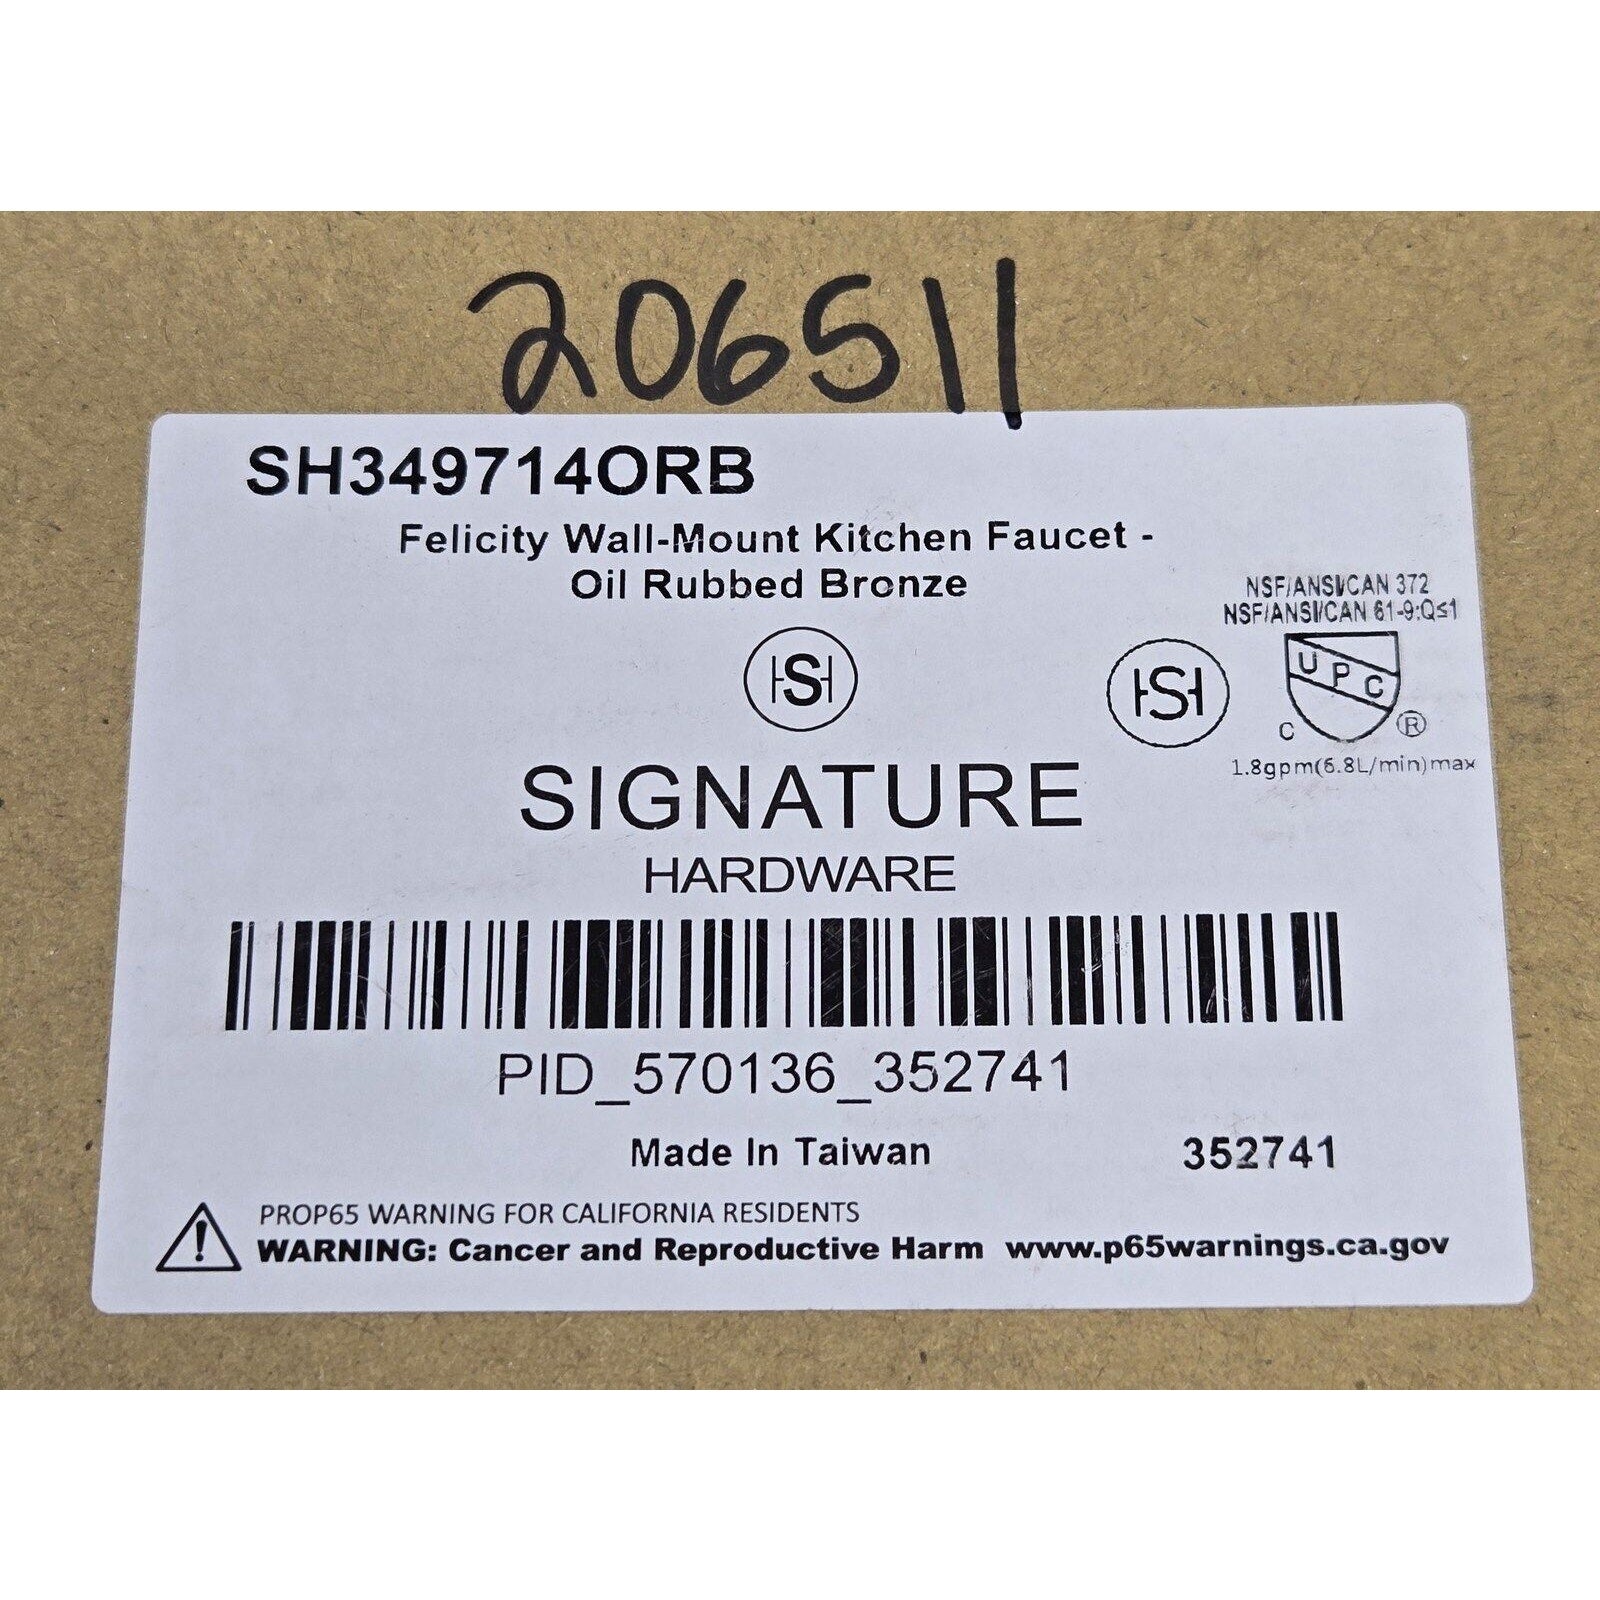 206511
SH349714ORB
Felicity Wall-Mount Kitchen Faucet -
Oil Rubbed Bronze
NSF/ANSI/CAN 372
NSF/ANSI/CAN 61-9:Q≤1
HS
HS
UPC
C ®
1.8gpm(6.8L/min)max
SIGNATURE
HARDWARE
PID_570136_352741
Made In Taiwan 352741
PROP65 WARNING FOR CALIFORNIA RESIDENTS
WARNING: Cancer and Reproductive Harm www.p65warnings.ca.gov